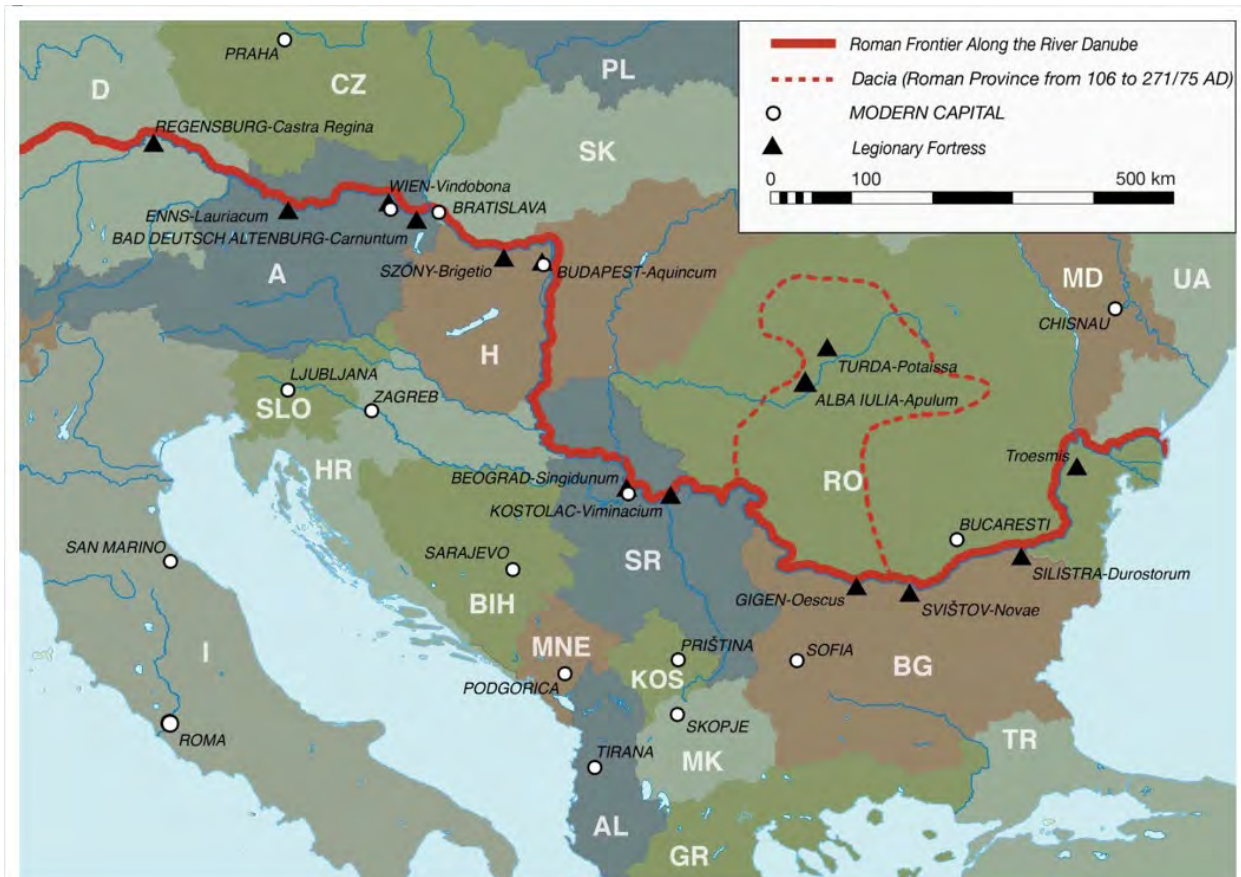 Roman Frontier Along the River Danube
Dacia (Roman Province from 106 to 271/75 AD)
MODERN CAPITAL
Legionary Fortress
0 100 500 km
PRAHA
CZ
PL
D
REGENSBURG-Castra Regina
SK
WIEN-Vindobona
ENNS-Lauriacum
BRATISLAVA
BAD DEUTSCH ALTENBURG-Carnuntum
A
SZŐNY-Brigetio
BUDAPEST-Aquincum
MD
UA
CHISNAU
H
LJUBLJANA
TURDA-Potaissa
ZAGREB
ALBA IULIA-Apulum
SLO
HR
Troesmis
BEOGRAD-Singidunum
RO
KOSTOLAC-Viminacium
BUCARESTI
SAN MARINO
SARAJEVO
SR
SILISTRA-Durostorum
BIH
GIGEN-Oescus
SVIŠTOV-Novae
MNE
PRIŠTINA
SOFIA
I
KOS
BG
PODGORICA
SKOPJE
ROMA
TIRANA
MK
TR
AL
GR